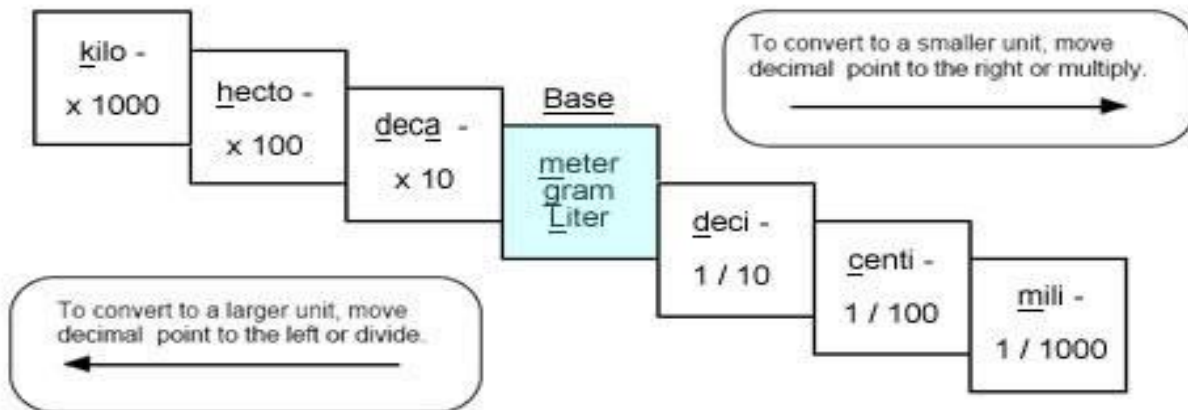 kilo -
x 1000
hecto -
x 100
deca -
x 10
Base
meter
gram
Liter
deci -
1 / 10
centi -
1 / 100
mili -
1 / 1000
To convert to a smaller unit, move
decimal point to the right or multiply.
To convert to a larger unit, move
decimal point to the left or divide.